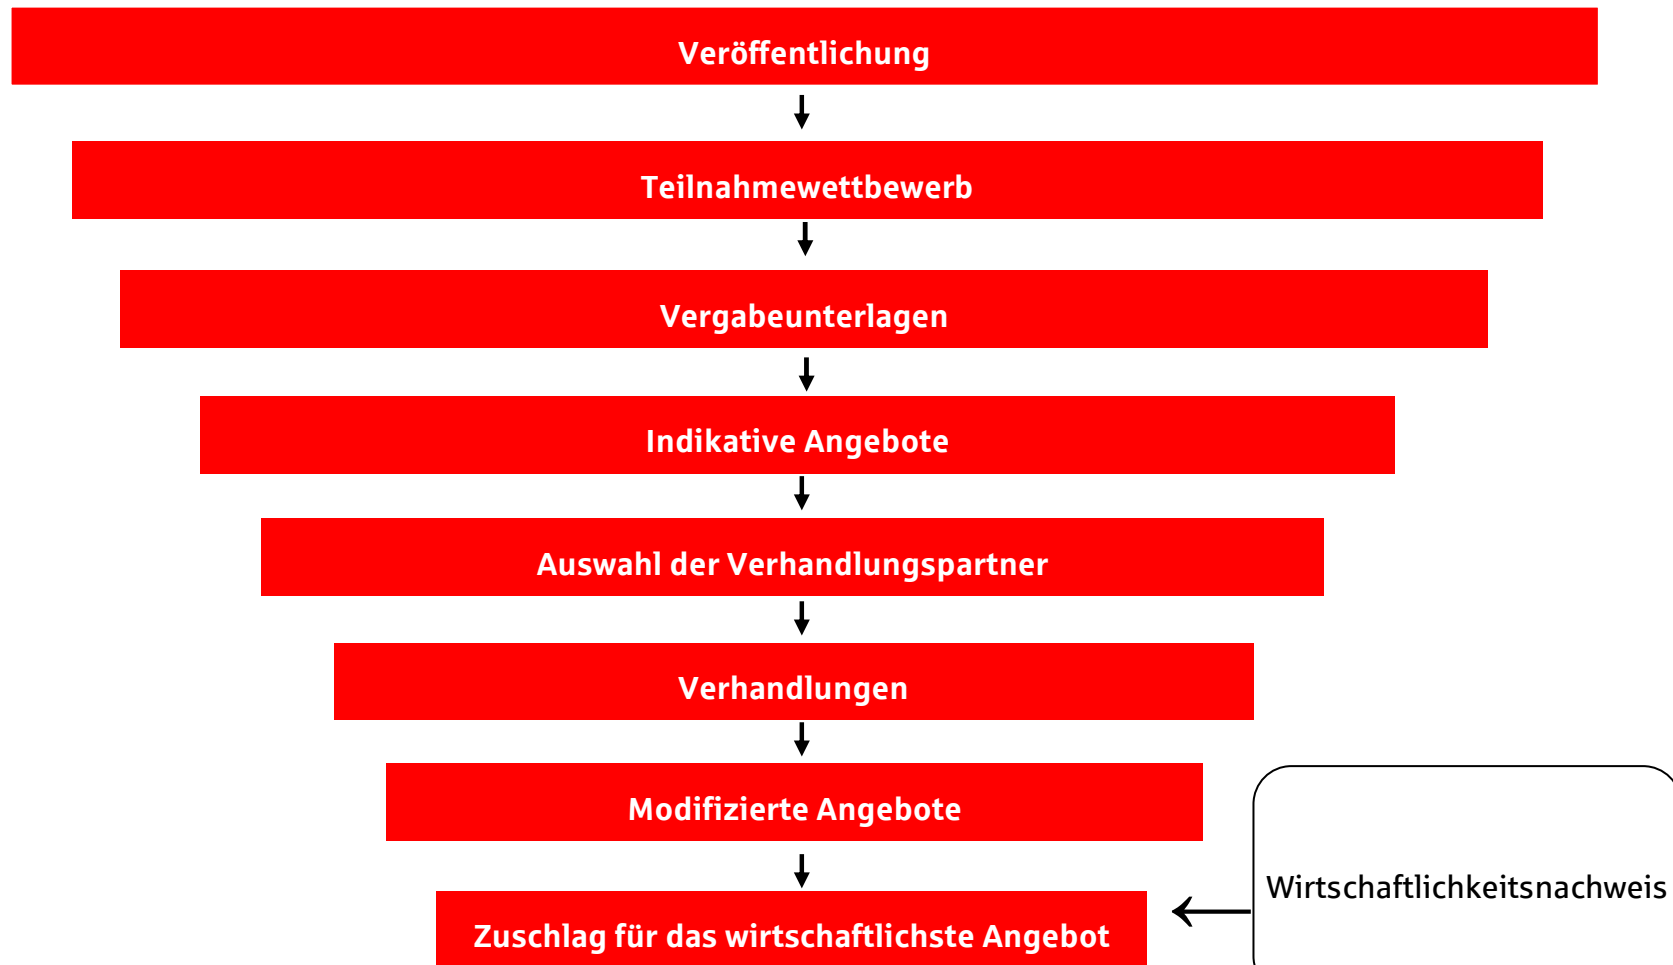 Veröffentlichung
Teilnahmewettbewerb
Vergabeunterlagen
Indikative Angebote
Auswahl der Verhandlungspartner
Verhandlungen
Modifizierte Angebote
Wirtschaftlichkeitsnachweis
Zuschlag für das wirtschaftlichste Angebot